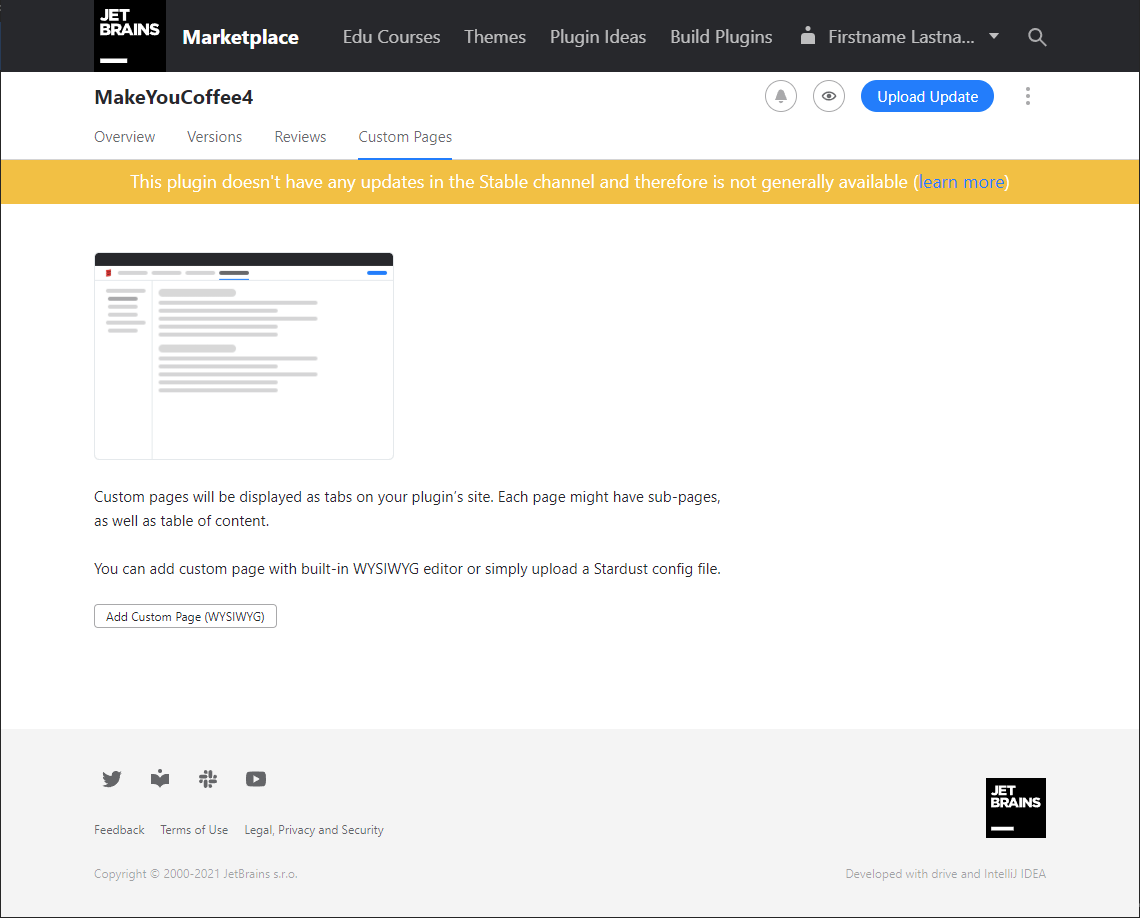 JET
BRAINS
Marketplace Edu Courses Themes Plugin Ideas Build Plugins Firstname Lastna...
MakeYouCoffee4
Upload Update
Overview Versions Reviews Custom Pages
This plugin doesn't have any updates in the Stable channel and therefore is not generally available (learn more)
Custom pages will be displayed as tabs on your plugin’s site. Each page might have sub-pages,
as well as table of content.
You can add custom page with built-in WYSIWYG editor or simply upload a Stardust config file.
Add Custom Page (WYSIWYG)
JET
BRAINS
Feedback Terms of Use Legal, Privacy and Security
Copyright © 2000-2021 JetBrains s.r.o.
Developed with drive and IntelliJ IDEA